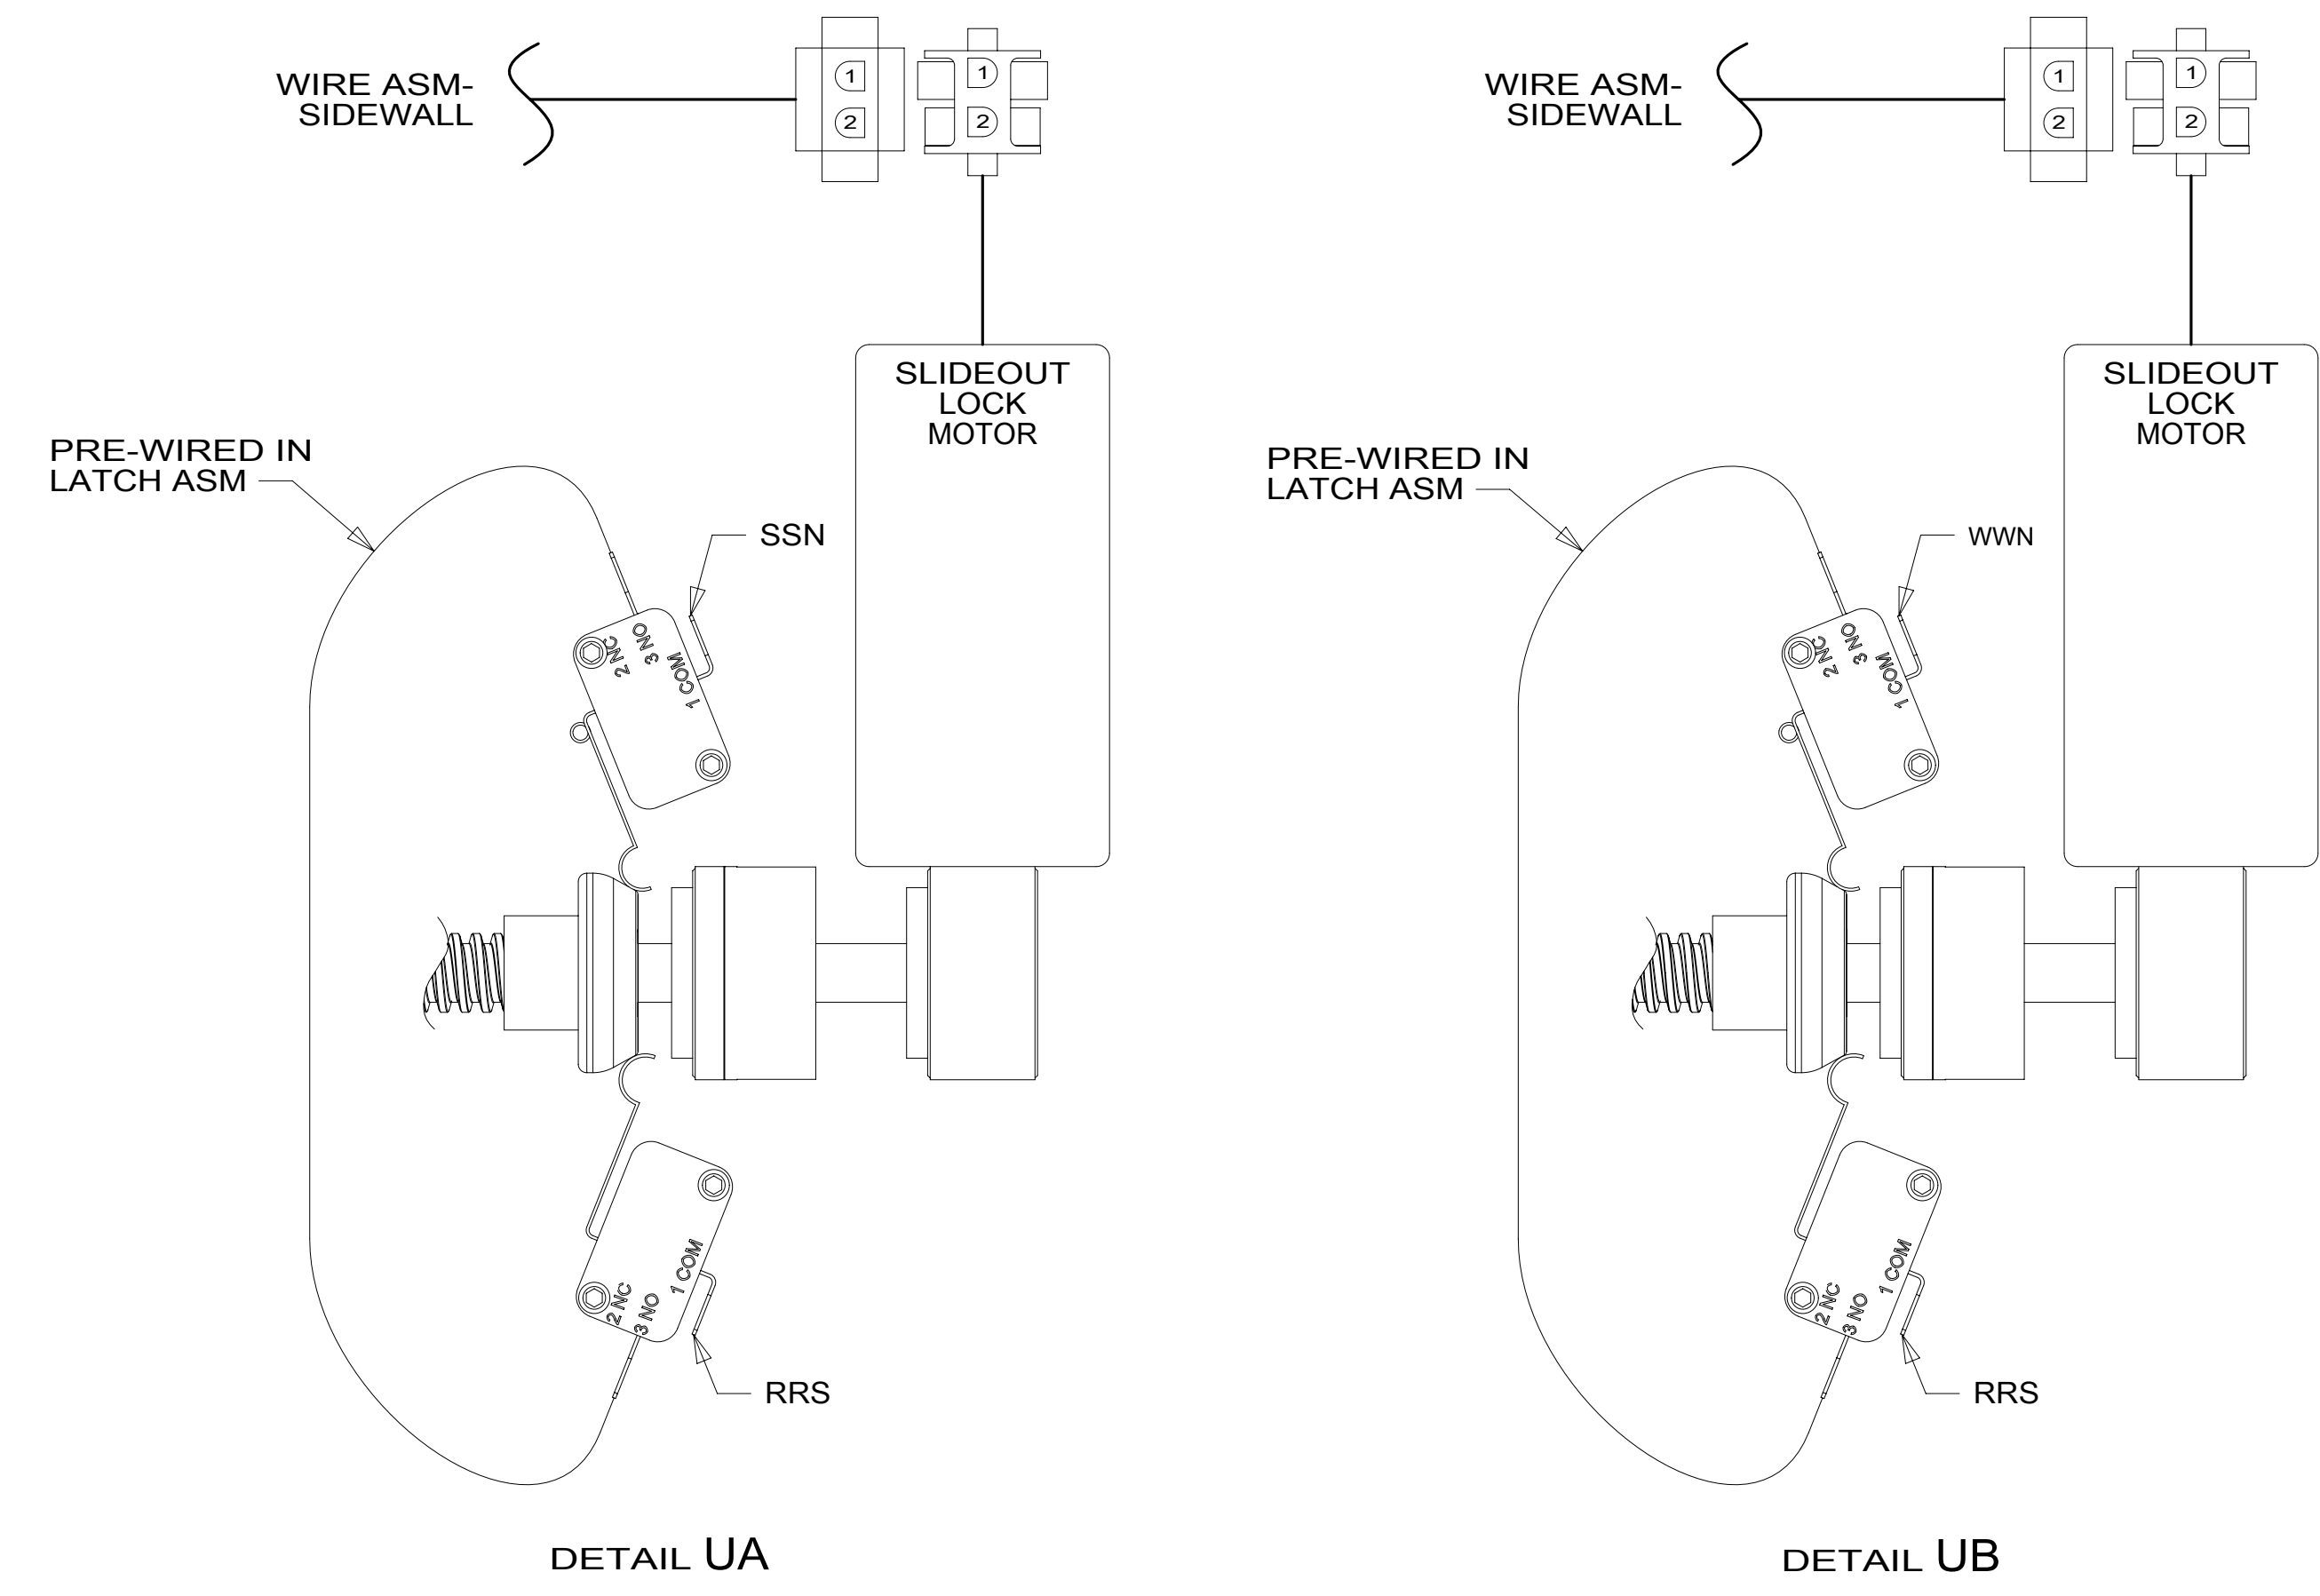 WIRE ASM-
SIDEWALL
1
2
1
2
SLIDEOUT
LOCK
MOTOR
PRE-WIRED IN
LATCH ASM
SSN
2 NC
3 NO
1 COM
1 COM
2 NC
3 NO
RRS
DETAIL UA
WIRE ASM-
SIDEWALL
1
2
1
2
SLIDEOUT
LOCK
MOTOR
PRE-WIRED IN
LATCH ASM
WWN
2 NC
3 NO
1 COM
1 COM
2 NC
3 NO
RRS
DETAIL UB